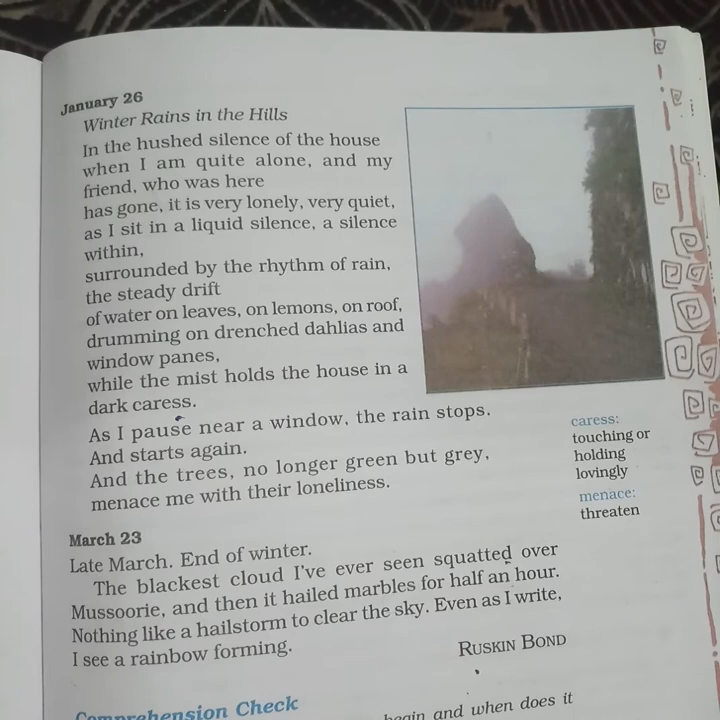 January 26
Winter Rains in the Hills
In the hushed silence of the house
when I am quite alone, and my
friend, who was here
has gone, it is very lonely, very quiet,
as I sit in a liquid silence, a silence
within,
surrounded by the rhythm of rain,
the steady drift
of water on leaves, on lemons, on roof,
drumming on drenched dahlias and
window panes,
while the mist holds the house in a
dark caress.
As I pause near a window, the rain stops.
And starts again.
And the trees, no longer green but grey,
menace me with their loneliness.
caress:
touching or
holding
lovingly
menace:
threaten
March 23
Late March. End of winter.
The blackest cloud I've ever seen squatted over
Mussoorie, and then it hailed marbles for half an hour.
Nothing like a hailstorm to clear the sky. Even as I write,
I see a rainbow forming.
RUSKIN BOND
Comprehension Check
begin and when does it